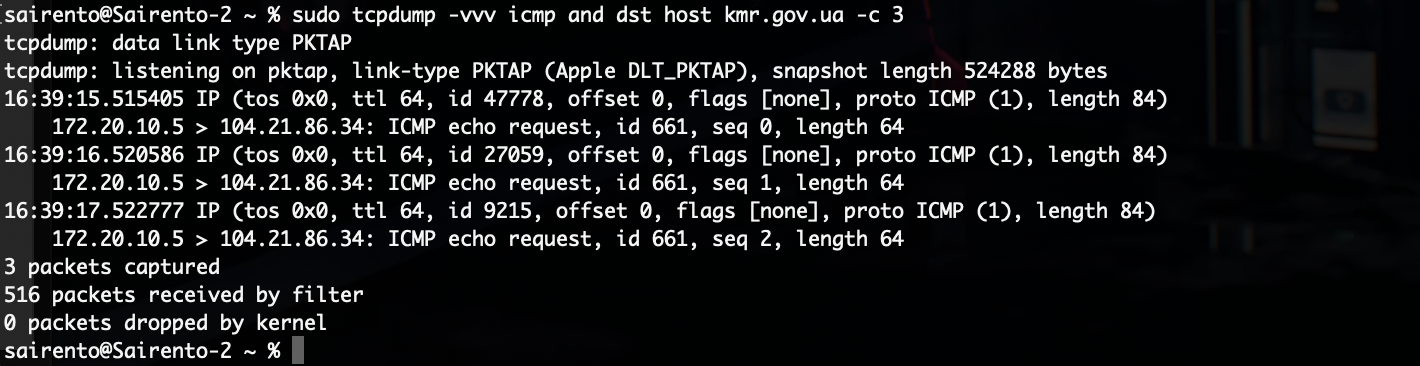 sairento@Sairento-2 ~ % sudo tcpdump -vvv icmp and dst host kmr.gov.ua -c 3
tcpdump: data link type PKTAP
tcpdump: listening on pktap, link-type PKTAP (Apple DLT_PKTAP), snapshot length 524288 bytes
16:39:15.515405 IP (tos 0x0, ttl 64, id 47778, offset 0, flags [none], proto ICMP (1), length 84)
    172.20.10.5 > 104.21.86.34: ICMP echo request, id 661, seq 0, length 64
16:39:16.520586 IP (tos 0x0, ttl 64, id 27059, offset 0, flags [none], proto ICMP (1), length 84)
    172.20.10.5 > 104.21.86.34: ICMP echo request, id 661, seq 1, length 64
16:39:17.522777 IP (tos 0x0, ttl 64, id 9215, offset 0, flags [none], proto ICMP (1), length 84)
    172.20.10.5 > 104.21.86.34: ICMP echo request, id 661, seq 2, length 64
3 packets captured
516 packets received by filter
0 packets dropped by kernel
sairento@Sairento-2 ~ %